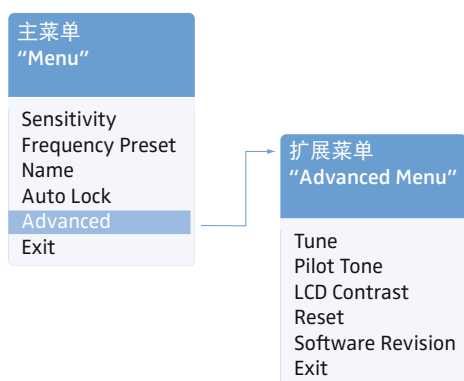 主菜单
“Menu”
Sensitivity
Frequency Preset
Name
Auto Lock
Advanced
Exit
扩展菜单
“Advanced Menu”
Tune
Pilot Tone
LCD Contrast
Reset
Software Revision
Exit